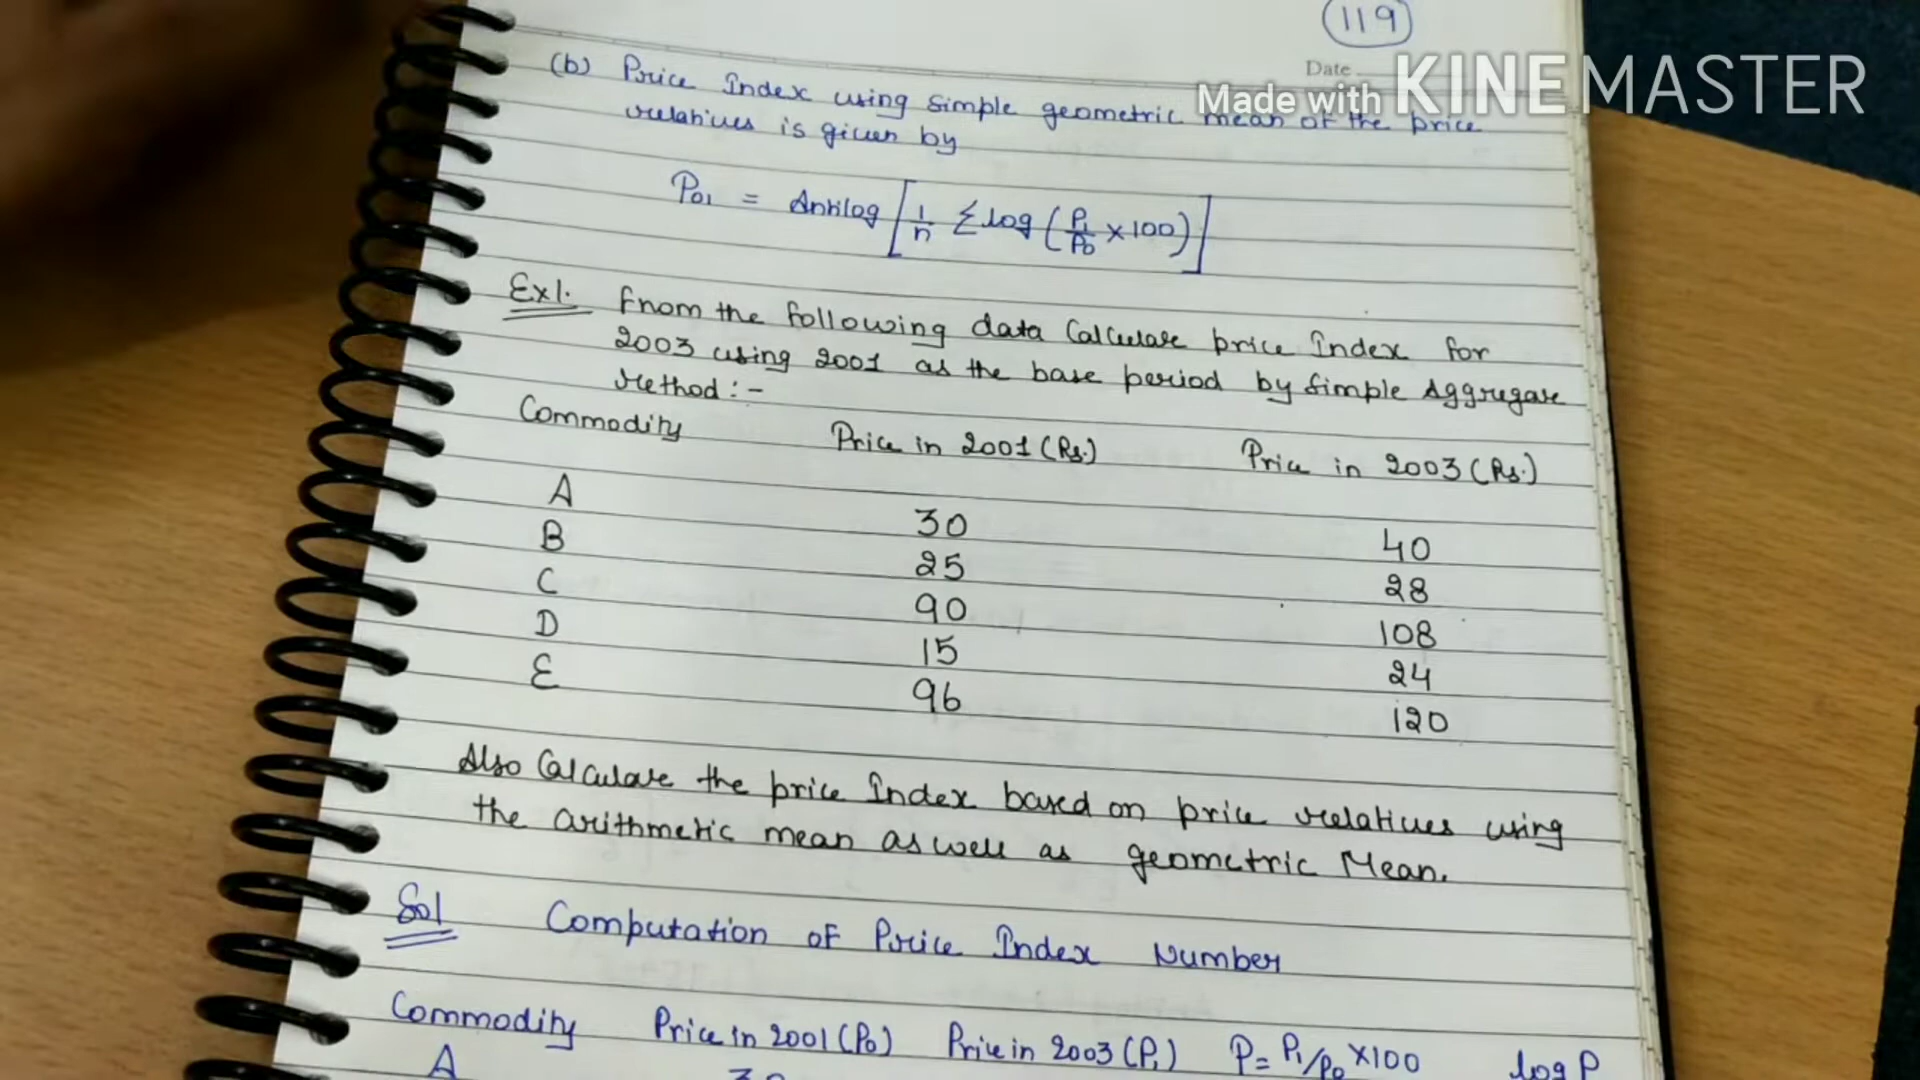 119
Date
Made with KINEMASTER
(b) Price Index using simple geometric mean of the price
relatives is given by
P01 = Antilog [1/n Σ log (P1/P0 × 100)]
Ex1. From the following data Calculate price Index for
2003 using 2001 as the base period by Simple Aggregate
Method :-
Commodity Price in 2001 (Rs.) Price in 2003 (Rs.)
A 30 40
B 25 28
C 90 108
D 15 24
E 96 120
Also Calculate the price Index based on price relatives using
the arithmetic mean as well as geometric Mean.
Sol Computation of Price Index Number
Commodity Price in 2001 (P0) Price in 2003 (P1) P= P1/P0 ×100 log P
A 30